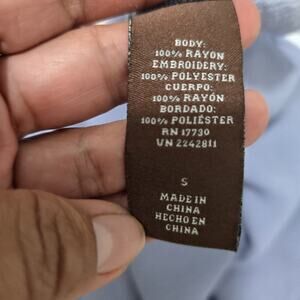 BODY:
100% RAYON
EMBROIDERY:
100% POLYESTER
CUERPO:
100% RAYÓN
BORDADO:
100% POLIÉSTER
RN 17730
VN 2242811
S
MADE IN
CHINA
HECHO EN
CHINA